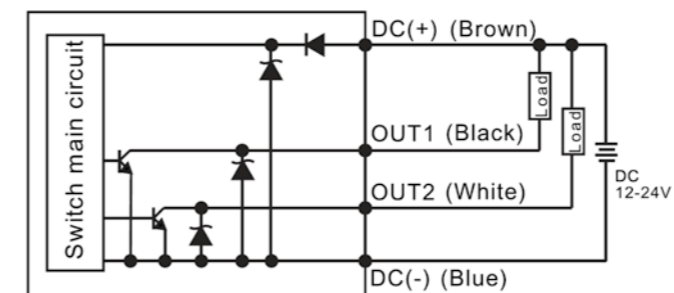 Switch main circuit
DC(+) (Brown)
Load
Load
OUT1 (Black)
OUT2 (White)
DC
12-24V
DC(-) (Blue)